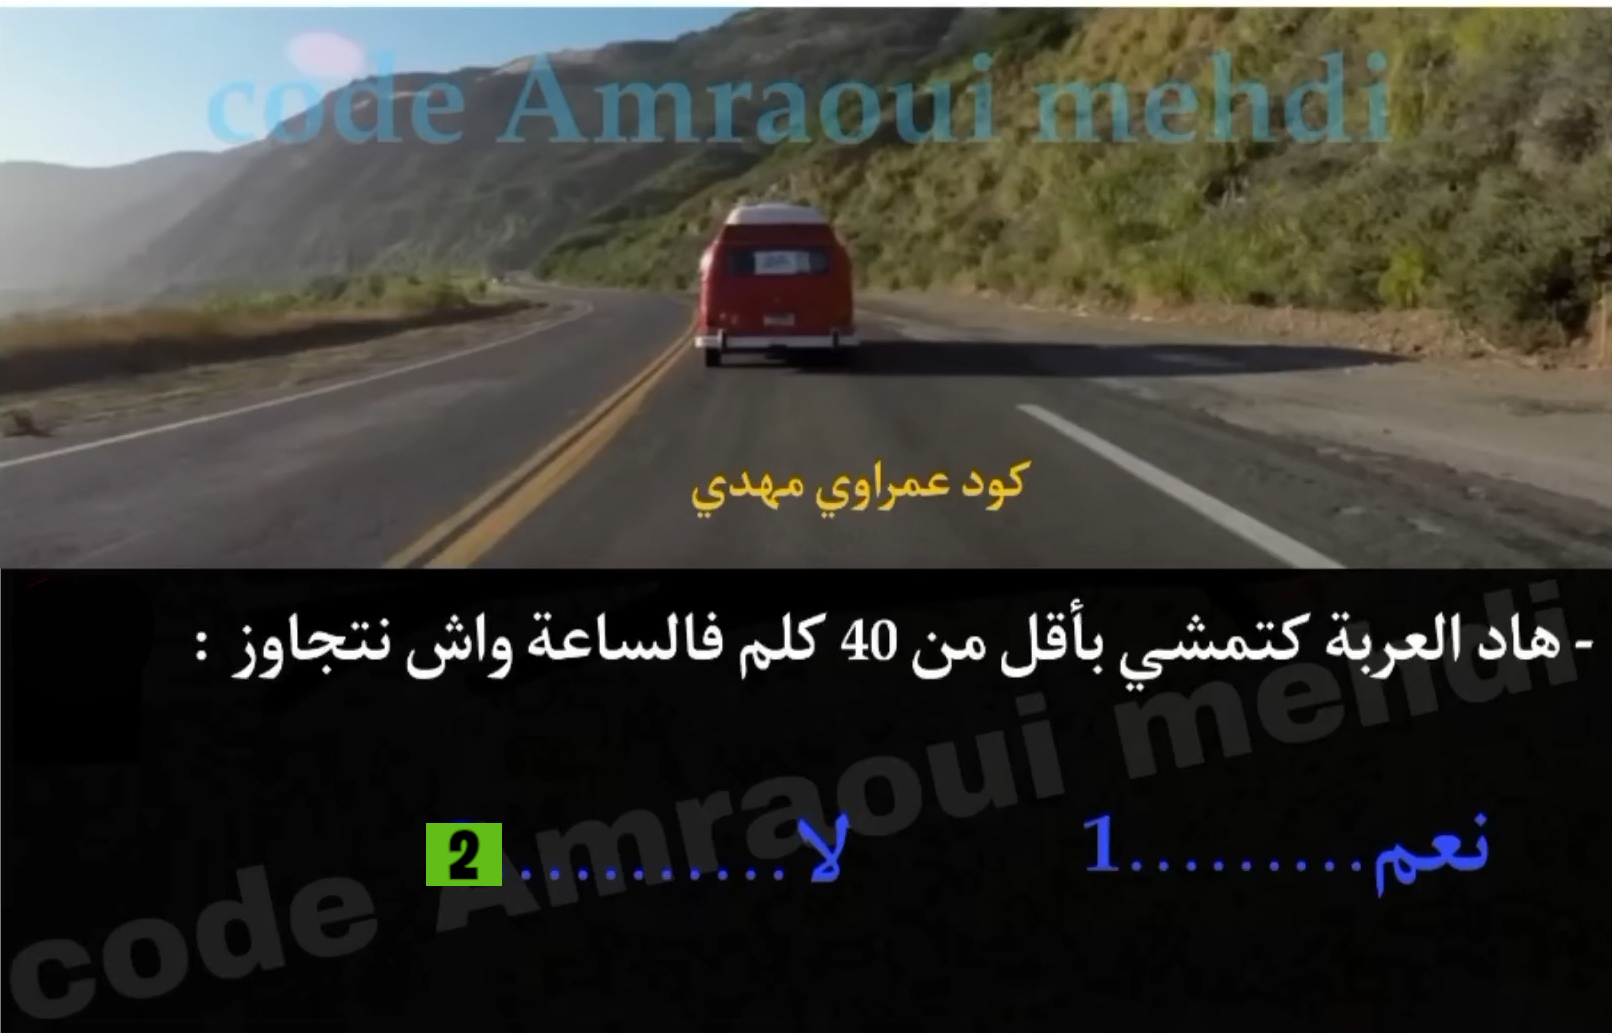 code Amraoui mehdi
كود عمراوي مهدي
- هاد العربة كتمشي بأقل من 40 كلم فالساعة واش نتجاوز :
نعم.........1 لا...........2
code Amraoui mehdi